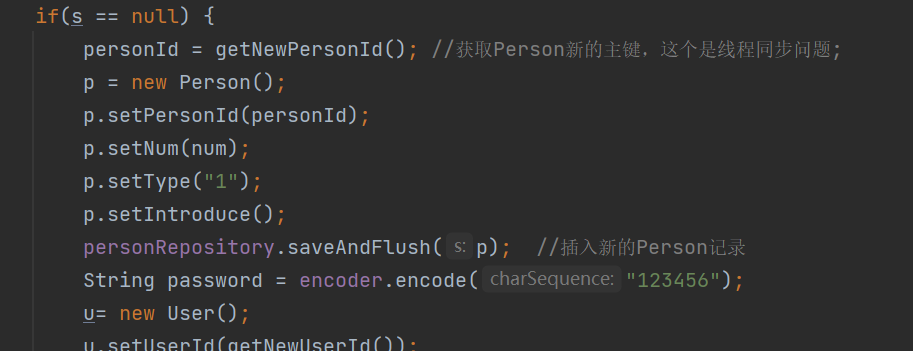 if(s == null) {
personId = getNewPersonId(); //获取Person新的主键，这个是线程同步问题;
p = new Person();
p.setPersonId(personId);
p.setNum(num);
p.setType("1");
p.setIntroduce();
personRepository.saveAndFlush( s: p);  //插入新的Person记录
String password = encoder.encode( charSequence: "123456");
u= new User();
u.setUserId(getNewUserId());